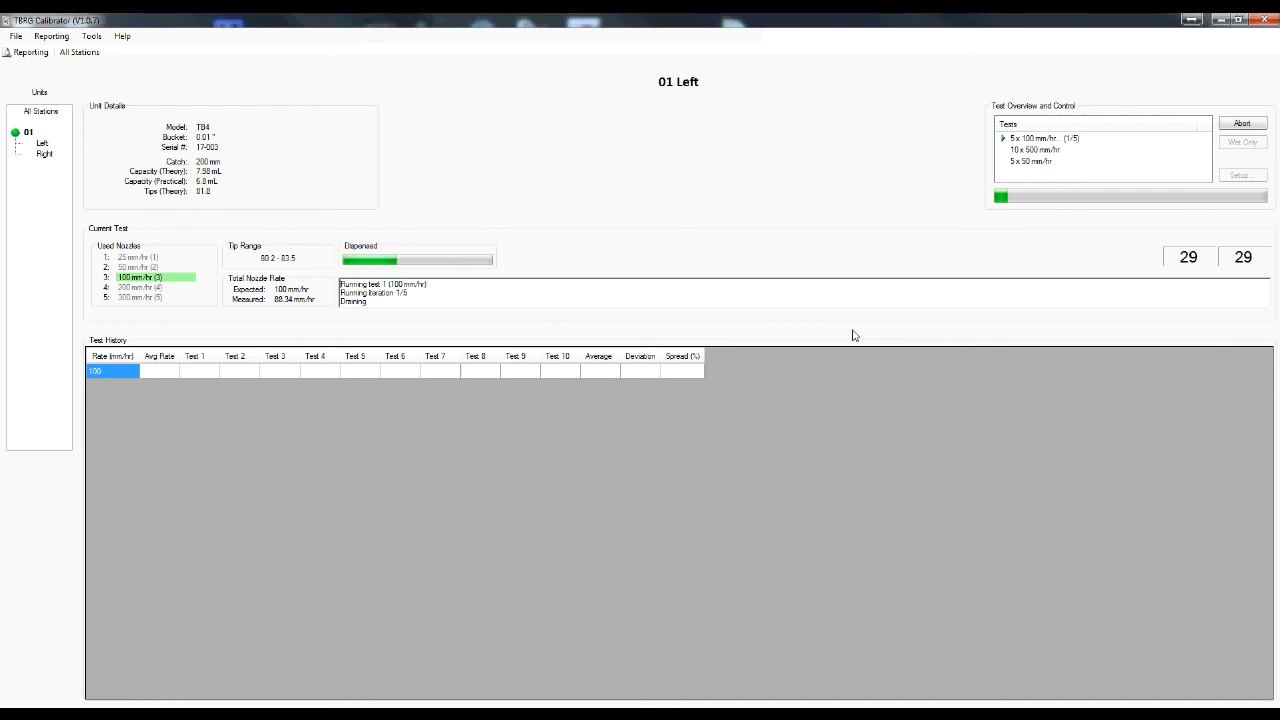 TBRG Calibrator (V1.0.7)
File Reporting Tools Help
Reporting All Stations
01 Left
Units
All Stations
01
Left
Right
Unit Details
Model: TB4
Bucket: 0.01 "
Serial #: 17-003
Catch: 200 mm
Capacity (Theory): 7.98 mL
Capacity (Practical): 6.8 mL
Tips (Theory): 81.8
Test Overview and Control
Tests
5 x 100 mm/hr... (1/5)
10 x 500 mm/hr
5 x 50 mm/hr
Abort
Wet Only
Setup...
Current Test
Used Nozzles
1: 25 mm/hr (1)
2: 50 mm/hr (2)
3: 100 mm/hr (3)
4: 200 mm/hr (4)
5: 300 mm/hr (5)
Tip Range
80.2 - 83.5
Total Nozzle Rate
Expected: 100 mm/hr
Measured: 88.34 mm/hr
Dispensed
Running test 1 (100 mm/hr)
Running iteration 1/5
Draining
29 29
Test History
Rate (mm/hr) Avg Rate Test 1 Test 2 Test 3 Test 4 Test 5 Test 6 Test 7 Test 8 Test 9 Test 10 Average Deviation Spread (%)
100